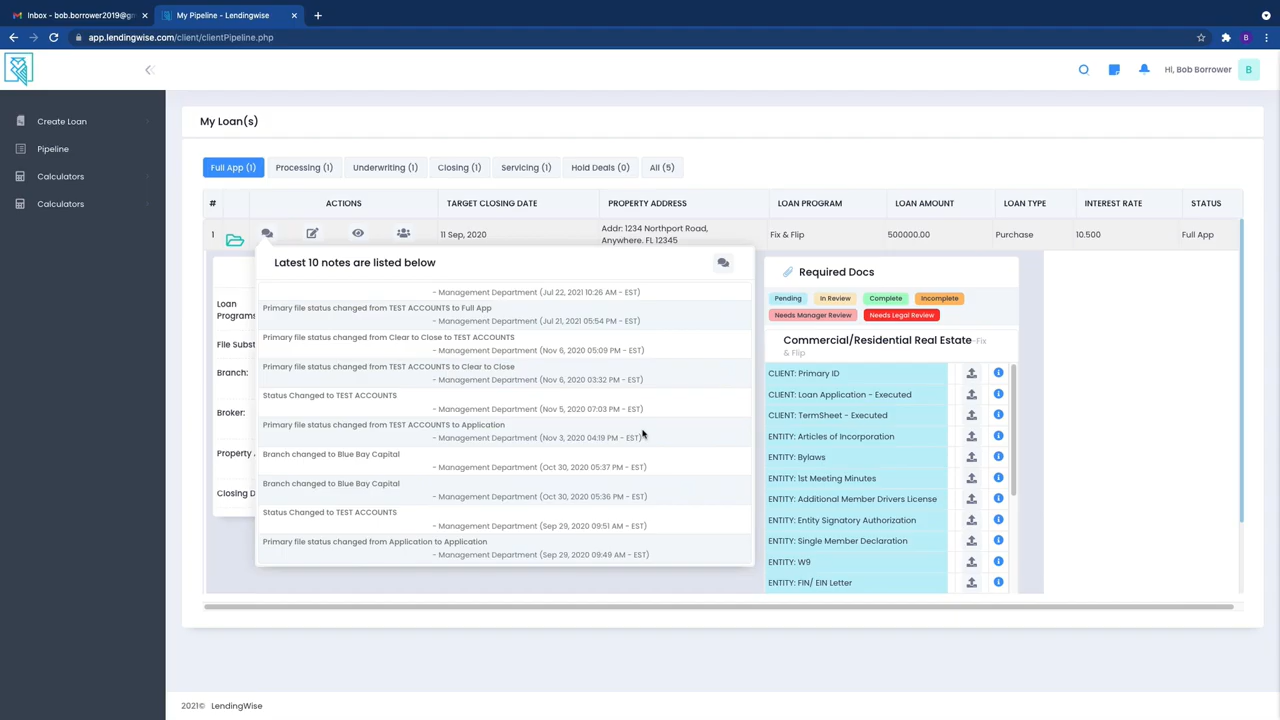 Inbox - bob.borrower2019@gm
My Pipeline - Lendingwise
app.lendingwise.com/client/clientPipeline.php
B
Hi, Bob Borrower
B
Create Loan
Pipeline
Calculators
Calculators
My Loan(s)
Full App (1)
Processing (1)
Underwriting (1)
Closing (1)
Servicing (1)
Hold Deals (0)
All (5)
# ACTIONS TARGET CLOSING DATE PROPERTY ADDRESS LOAN PROGRAM LOAN AMOUNT LOAN TYPE INTEREST RATE STATUS
1 11 Sep, 2020 Addr: 1234 Northport Road, Fix & Flip 500000.00 Purchase 10.500 Full App
Anywhere, FL 12345
Loan
Programs
File Subst
Branch:
Broker:
Property
Closing D
Latest 10 notes are listed below
- Management Department (Jul 22, 2021 10:26 AM - EST)
Primary file status changed from TEST ACCOUNTS to Full App
- Management Department (Jul 21, 2021 05:54 PM - EST)
Primary file status changed from Clear to Close to TEST ACCOUNTS
- Management Department (Nov 6, 2020 05:09 PM - EST)
Primary file status changed from TEST ACCOUNTS to Clear to Close
- Management Department (Nov 6, 2020 03:32 PM - EST)
Status Changed to TEST ACCOUNTS
- Management Department (Nov 5, 2020 07:03 PM - EST)
Primary file status changed from TEST ACCOUNTS to Application
- Management Department (Nov 3, 2020 04:19 PM - EST)
Branch changed to Blue Bay Capital
- Management Department (Oct 30, 2020 05:37 PM - EST)
Branch changed to Blue Bay Capital
- Management Department (Oct 30, 2020 05:36 PM - EST)
Status Changed to TEST ACCOUNTS
- Management Department (Sep 29, 2020 09:51 AM - EST)
Primary file status changed from Application to Application
- Management Department (Sep 29, 2020 09:49 AM - EST)
Required Docs
Pending
In Review
Complete
Incomplete
Needs Manager Review
Needs Legal Review
Commercial/Residential Real Estate-Fix
& Flip
CLIENT: Primary ID
CLIENT: Loan Application - Executed
CLIENT: TermSheet - Executed
ENTITY: Articles of Incorporation
ENTITY: Bylaws
ENTITY: 1st Meeting Minutes
ENTITY: Additional Member Drivers License
ENTITY: Entity Signatory Authorization
ENTITY: Single Member Declaration
ENTITY: W9
ENTITY: FIN/ EIN Letter
2021© LendingWise